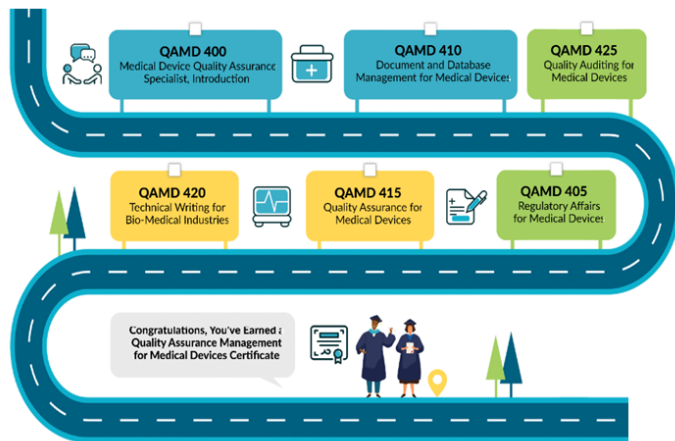 QAMD 400
Medical Device Quality Assurance
Specialist, Introduction
QAMD 410
Document and Database
Management for Medical Devices
QAMD 425
Quality Auditing for
Medical Devices
QAMD 420
Technical Writing for
Bio-Medical Industries
QAMD 415
Quality Assurance for
Medical Devices
QAMD 405
Regulatory Affairs
for Medical Devices
Congratulations, You've Earned a
Quality Assurance Management
for Medical Devices Certificate